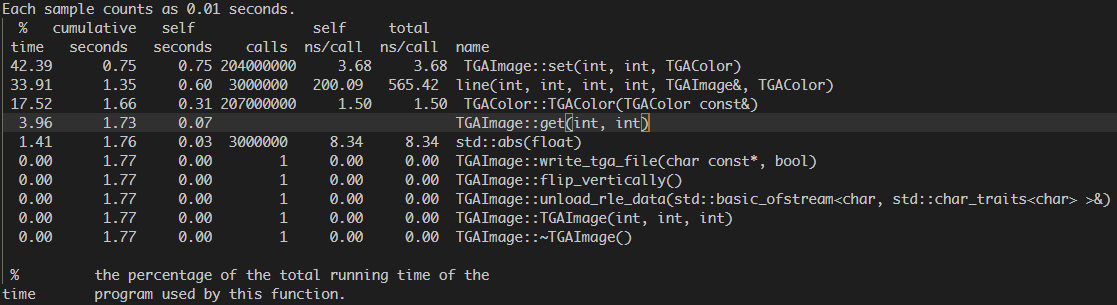 Each sample counts as 0.01 seconds.
  %   cumulative   self              self     total
 time   seconds   seconds    calls  ns/call  ns/call  name
 42.39      0.75     0.75 204000000     3.68     3.68  TGAImage::set(int, int, TGAColor)
 33.91      1.35     0.60  3000000   200.09   565.42  line(int, int, int, int, TGAImage&, TGAColor)
 17.52      1.66     0.31 207000000     1.50     1.50  TGAColor::TGAColor(TGAColor const&)
  3.96      1.73     0.07                             TGAImage::get(int, int)
  1.41      1.76     0.03  3000000     8.34     8.34  std::abs(float)
  0.00      1.77     0.00        1     0.00     0.00  TGAImage::write_tga_file(char const*, bool)
  0.00      1.77     0.00        1     0.00     0.00  TGAImage::flip_vertically()
  0.00      1.77     0.00        1     0.00     0.00  TGAImage::unload_rle_data(std::basic_ofstream<char, std::char_traits<char> >&)
  0.00      1.77     0.00        1     0.00     0.00  TGAImage::TGAImage(int, int, int)
  0.00      1.77     0.00        1     0.00     0.00  TGAImage::~TGAImage()
 %         the percentage of the total running time of the
time       program used by this function.